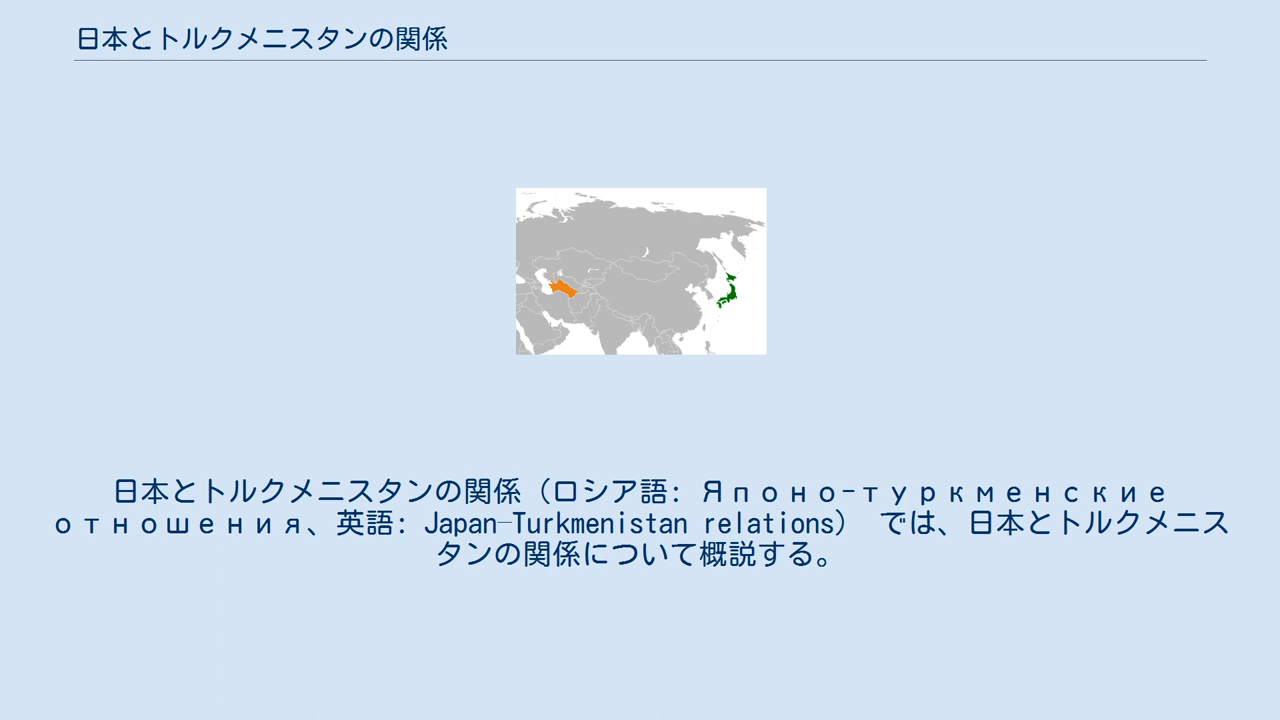 日本とトルクメニスタンの関係
日本とトルクメニスタンの関係（ロシア語: Японо-туркменские
отношения、英語: Japan–Turkmenistan relations） では、日本とトルクメニス
タンの関係について概説する。